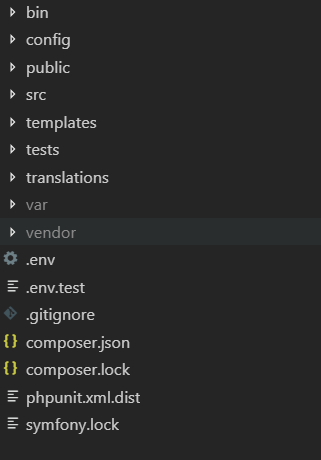 bin
config
public
src
templates
tests
translations
var
vendor
.env
.env.test
.gitignore
composer.json
composer.lock
phpunit.xml.dist
symfony.lock